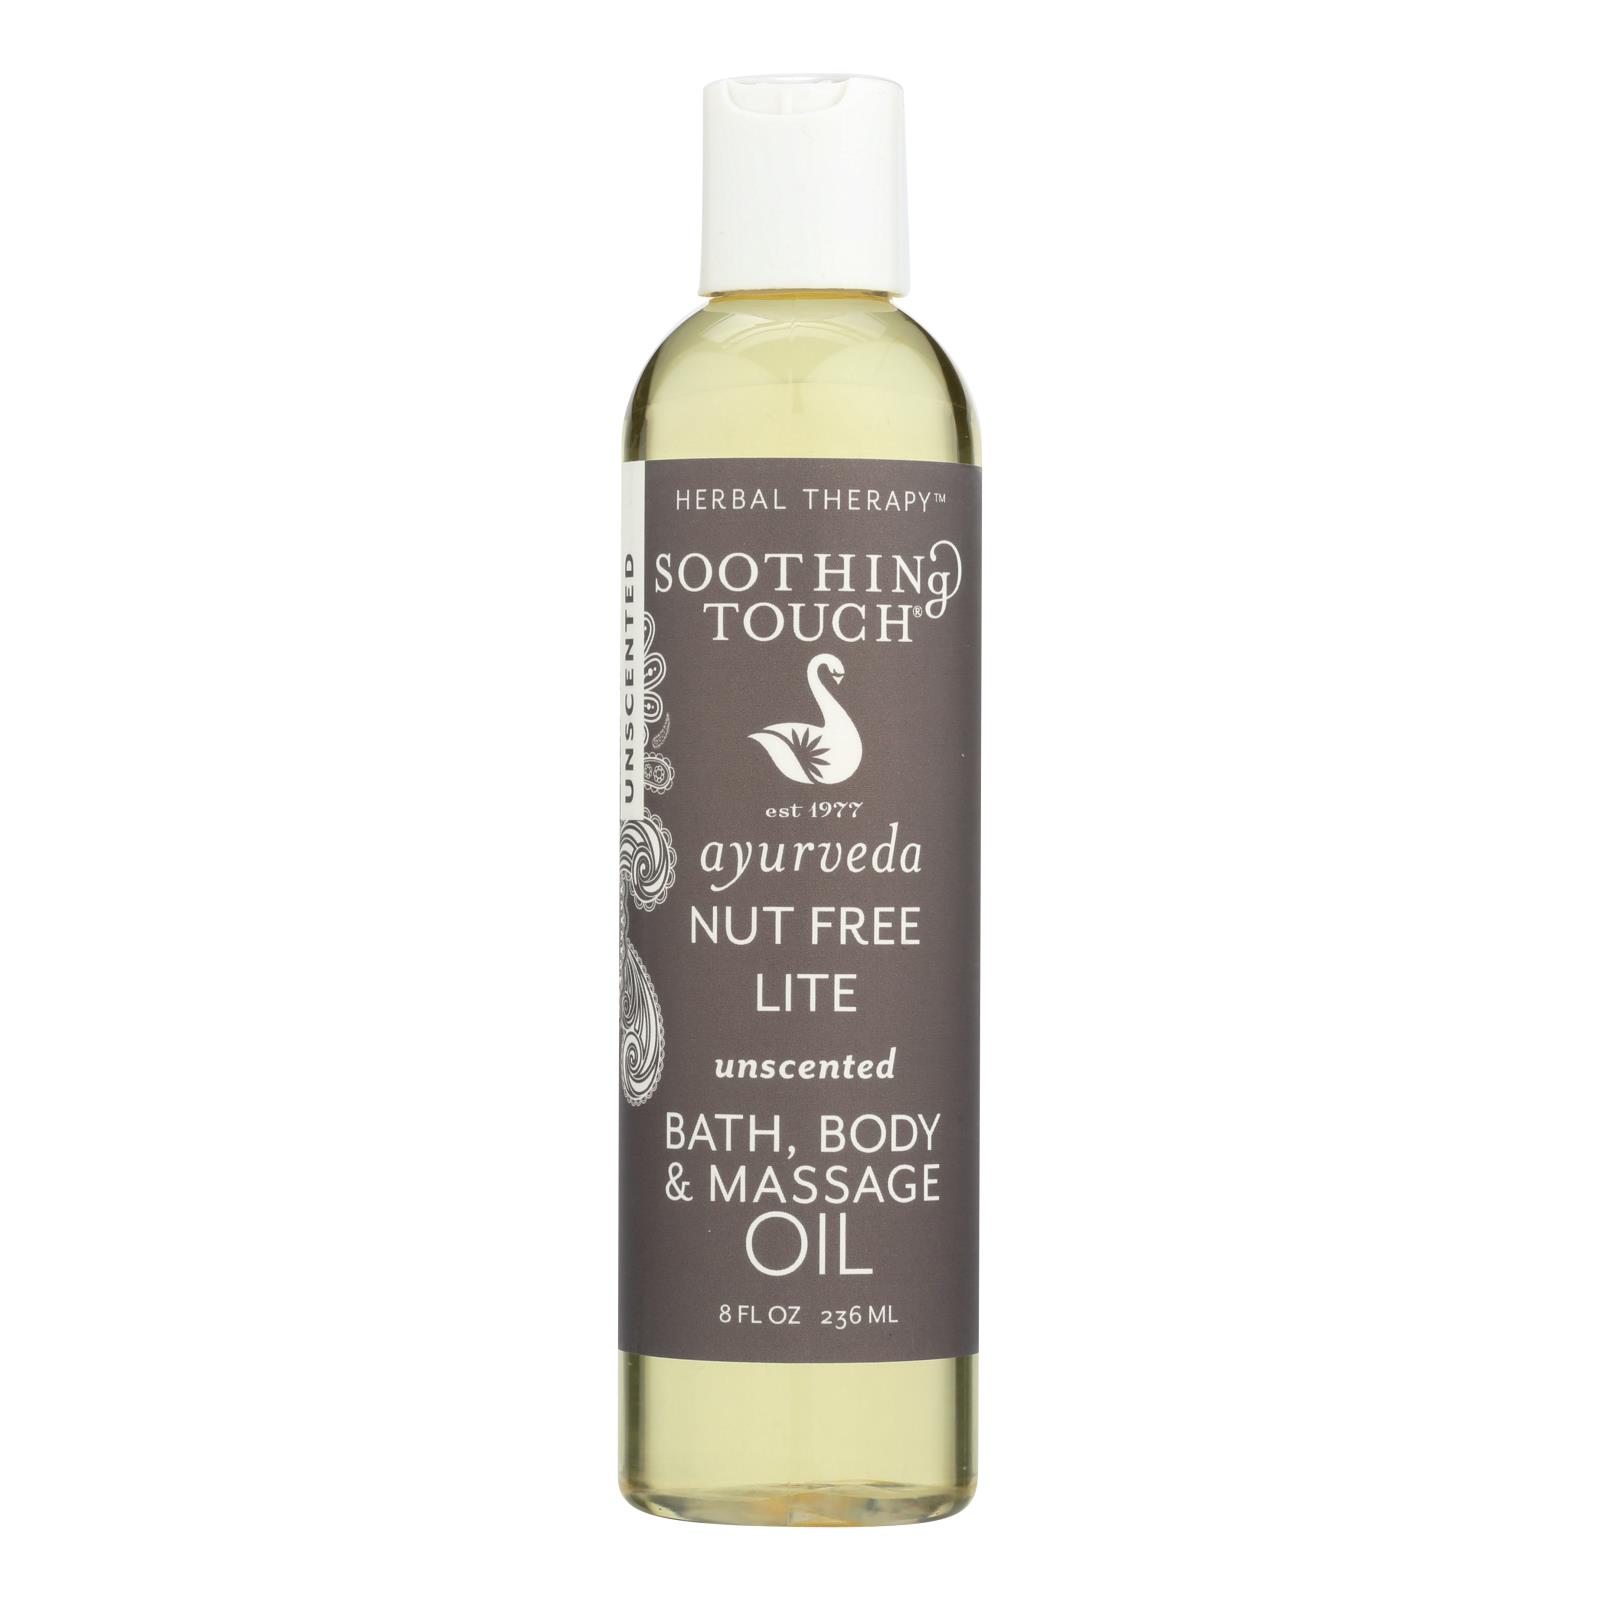 HERBAL THERAPY™
SOOTHING
TOUCH®
est 1977
ayurveda
NUT FREE
LITE
unscented
BATH, BODY
& MASSAGE
OIL
8 FL OZ 236 ML
UNSCENTED